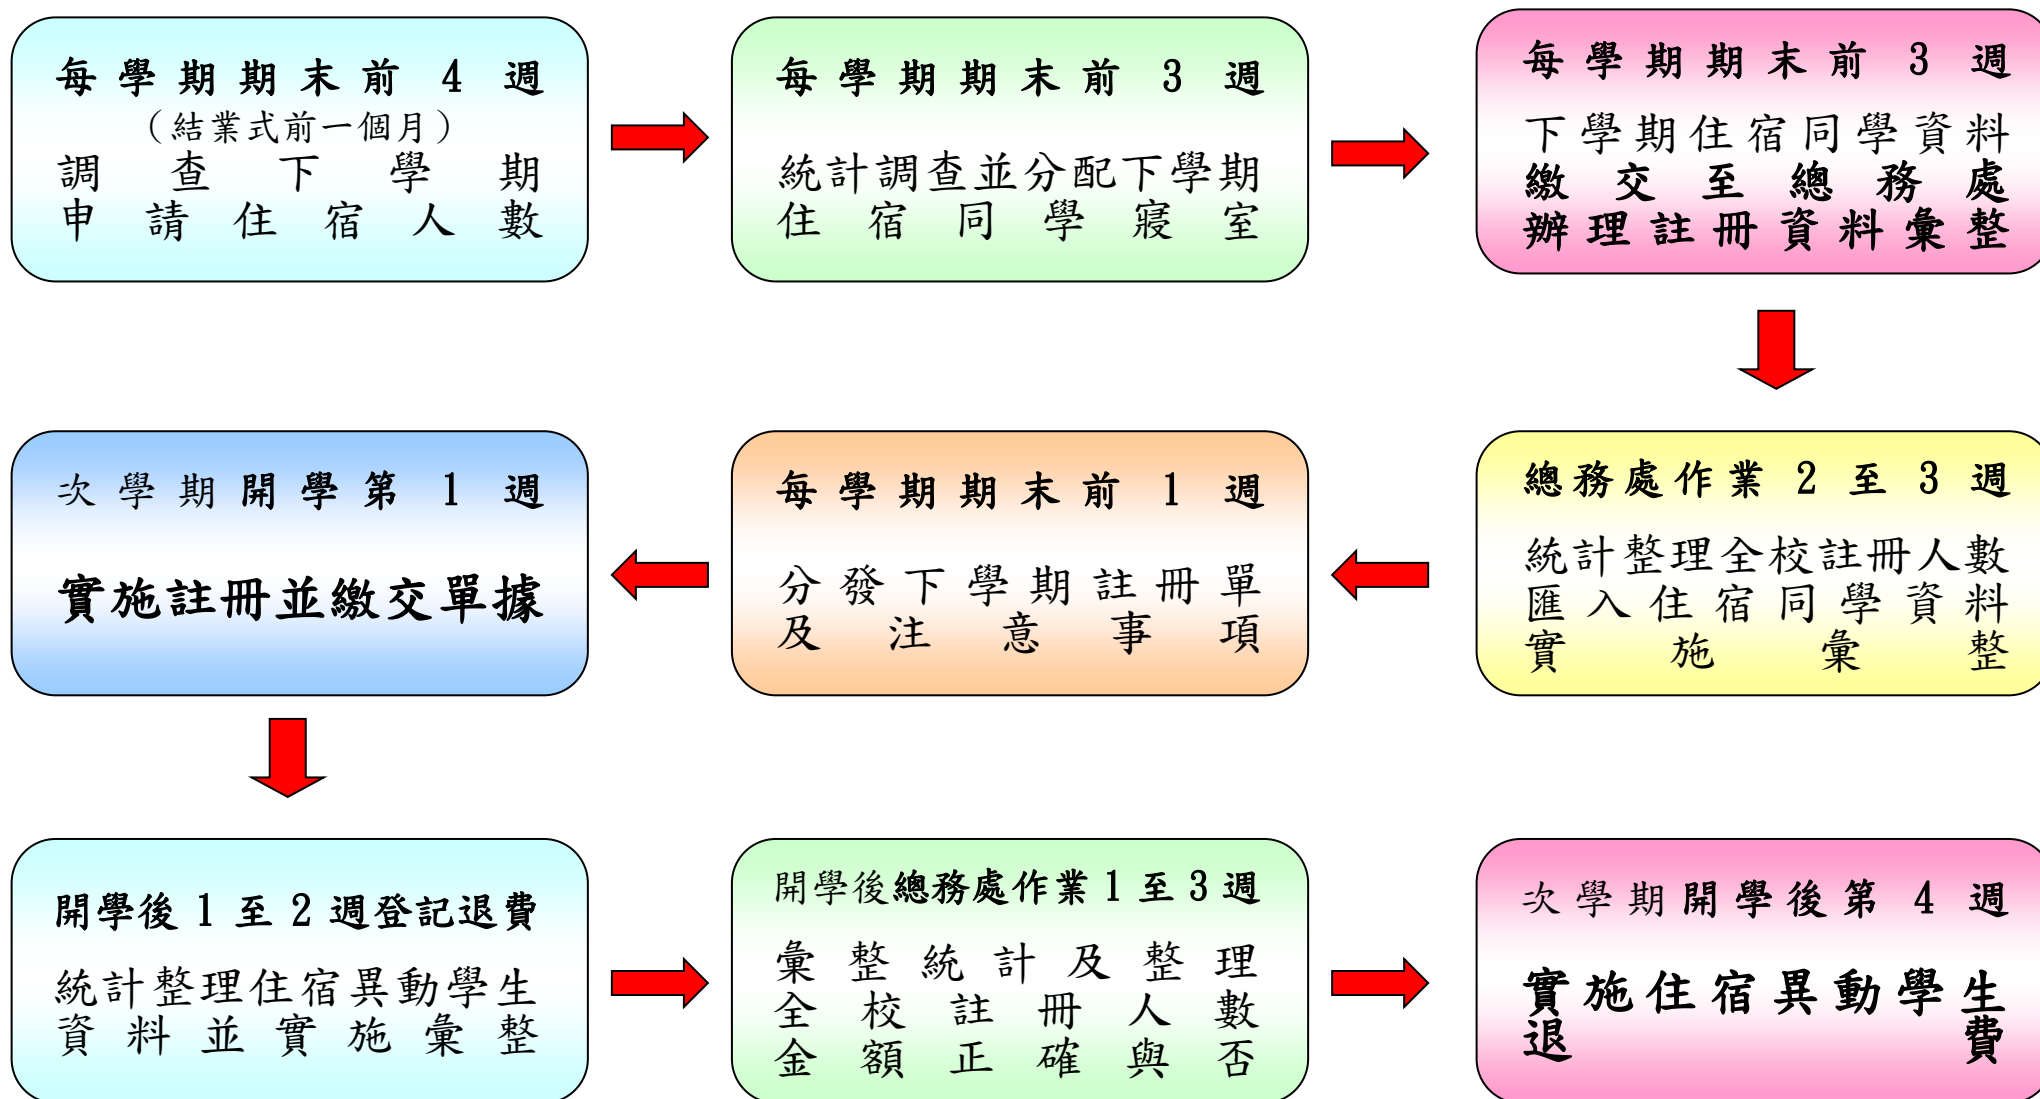 每學期期末前 4 週
（結業式前一個月）
調查下學期
申請住宿人數
每學期期末前 3 週
統計調查並分配下學期
住宿同學寢室
每學期期末前 3 週
下學期住宿同學資料
繳交至總務處
辦理註冊資料彙整
總務處作業 2 至 3 週
統計整理全校註冊人數
匯入住宿同學資料
實施彙整
每學期期末前 1 週
分發下學期註冊單
及注意事項
次學期開學第 1 週
實施註冊並繳交單據
開學後 1 至 2 週登記退費
統計整理住宿異動學生
資料並實施彙整
開學後總務處作業 1 至 3 週
彙整統計及整理
全校註冊人數
金額正確與否
次學期開學後第 4 週
實施住宿異動學生
退費